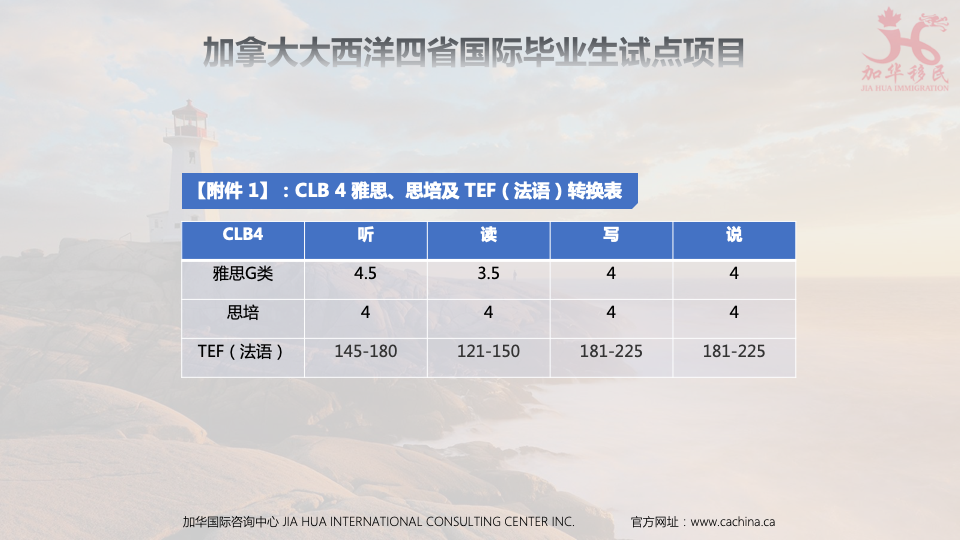 加拿大大西洋四省国际毕业生试点项目
加华移民
JIA HUA IMMIGRATION
【附件 1】：CLB 4 雅思、思培及 TEF（法语）转换表
CLB4 听 读 写 说
雅思G类 4.5 3.5 4 4
思培 4 4 4 4
TEF（法语） 145-180 121-150 181-225 181-225
加华国际咨询中心 JIA HUA INTERNATIONAL CONSULTING CENTER INC. 官方网址：www.cachina.ca